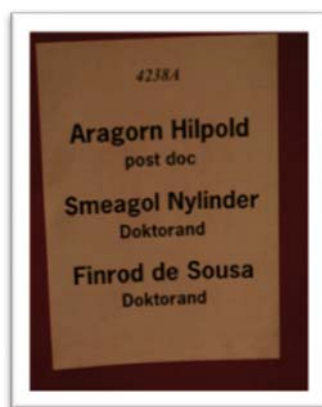 4238A
Aragorn Hilpold
post doc
Smeagol Nylinder
Doktorand
Finrod de Sousa
Doktorand